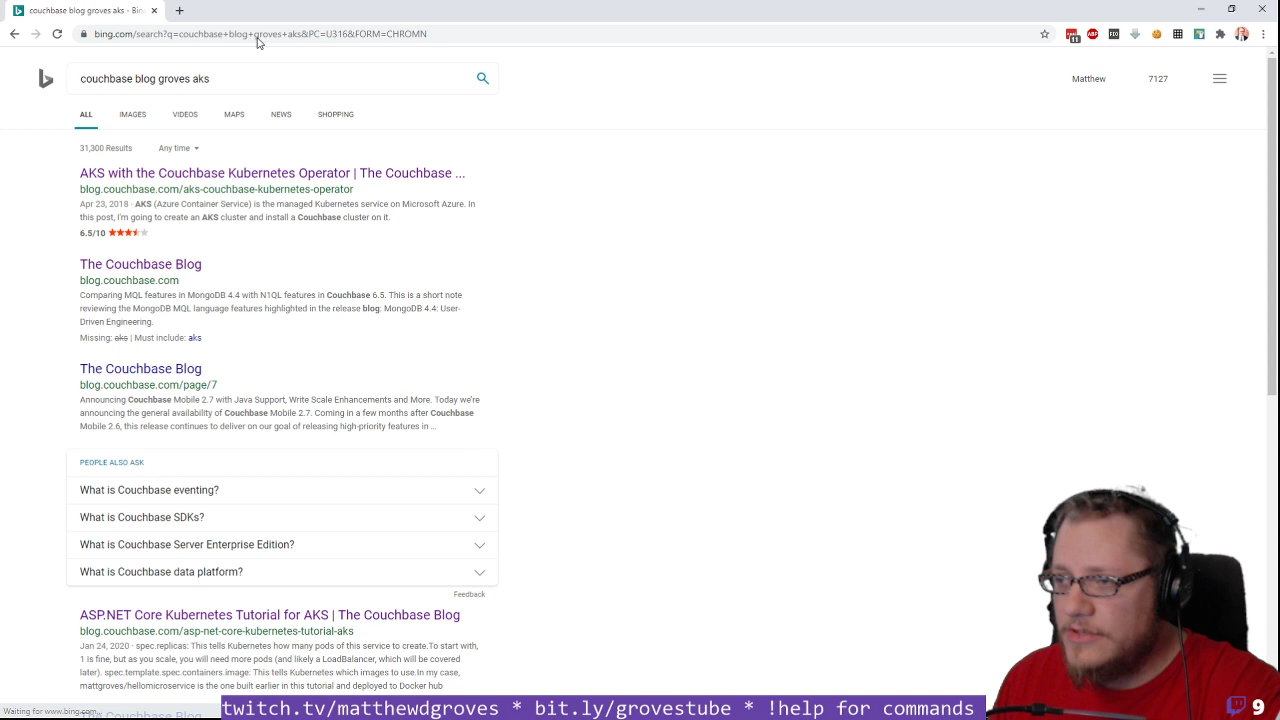 couchbase blog groves aks - Bin
bing.com/search?q=couchbase+blog+groves+aks&PC=U316&FORM=CHROMN
11
couchbase blog groves aks
Matthew
7127
ALL
IMAGES
VIDEOS
MAPS
NEWS
SHOPPING
31,300 Results
Any time
AKS with the Couchbase Kubernetes Operator | The Couchbase ...
blog.couchbase.com/aks-couchbase-kubernetes-operator
Apr 23, 2018 · AKS (Azure Container Service) is the managed Kubernetes service on Microsoft Azure. In
this post, I'm going to create an AKS cluster and install a Couchbase cluster on it.
6.5/10
The Couchbase Blog
blog.couchbase.com
Comparing MQL features in MongoDB 4.4 with N1QL features in Couchbase 6.5. This is a short note
reviewing the MongoDB MQL language features highlighted in the release blog: MongoDB 4.4: User-
Driven Engineering.
Missing: aks | Must include: aks
The Couchbase Blog
blog.couchbase.com/page/7
Announcing Couchbase Mobile 2.7 with Java Support, Write Scale Enhancements and More. Today we're
announcing the general availability of Couchbase Mobile 2.7. Coming in a few months after Couchbase
Mobile 2.6, this release continues to deliver on our goal of releasing high-priority features in ...
PEOPLE ALSO ASK
What is Couchbase eventing?
What is Couchbase SDKs?
What is Couchbase Server Enterprise Edition?
What is Couchbase data platform?
Feedback
ASP.NET Core Kubernetes Tutorial for AKS | The Couchbase Blog
blog.couchbase.com/asp-net-core-kubernetes-tutorial-aks
Jan 24, 2020 · spec.replicas: This tells Kubernetes how many pods of this service to create.To start with,
1 is fine, but as you scale, you will need more pods (and likely a LoadBalancer, which will be covered
later). spec.template.spec.containers.image: This tells Kubernetes which images to use.In my case,
mattgroves/hellomicroservice is the one built earlier in this tutorial and deployed to Docker hub
Waiting for www.bing.com...
twitch.tv/matthewdgroves * bit.ly/grovestube * !help for commands
9